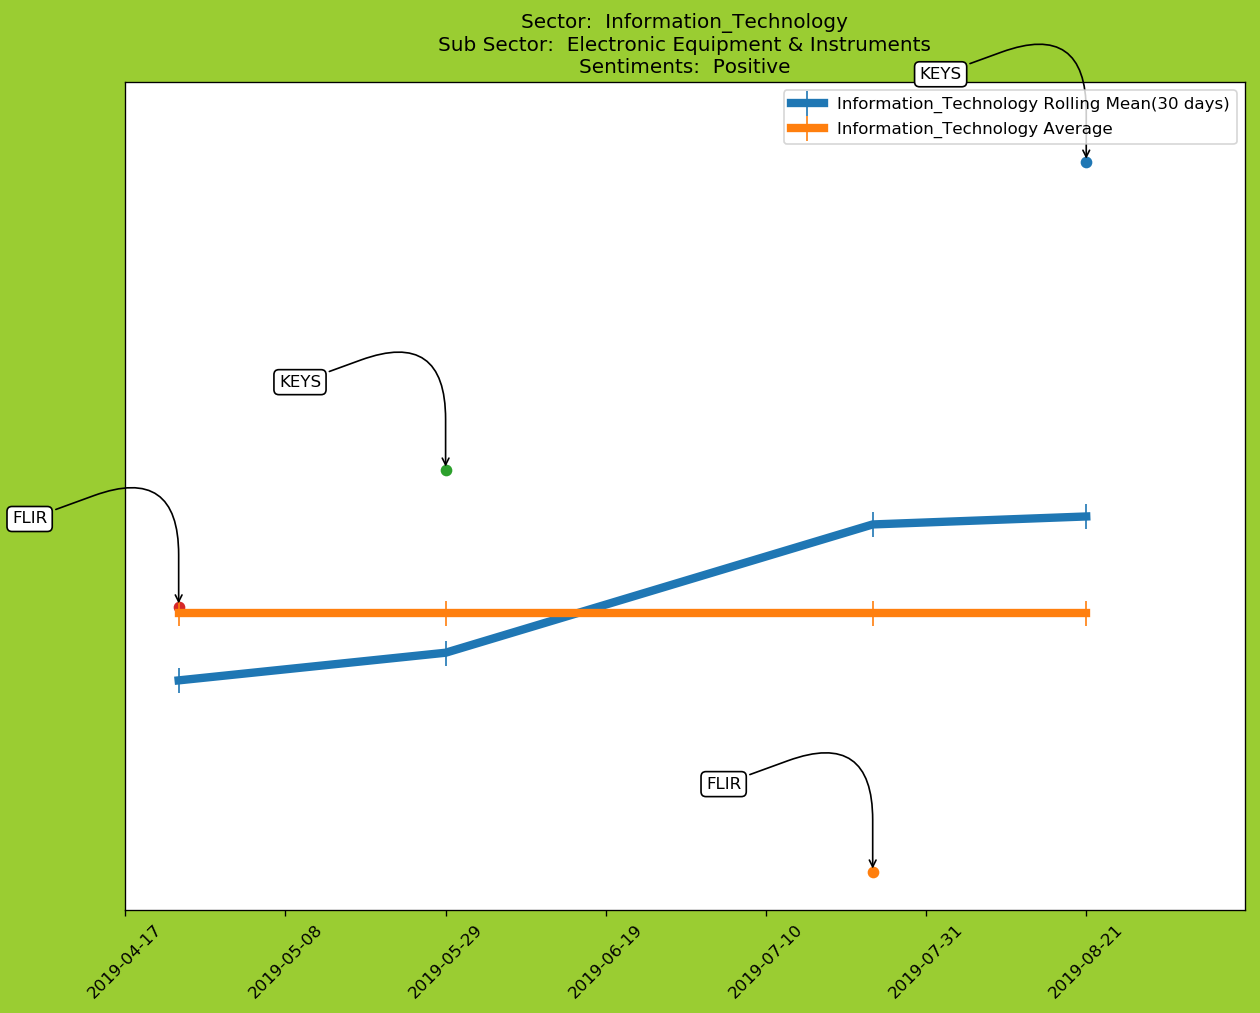 Sector:  Information_Technology
Sub Sector:  Electronic Equipment & Instruments
Sentiments:  Positive
KEYS
Information_Technology Rolling Mean(30 days)
Information_Technology Average
KEYS
FLIR
FLIR
2019-04-17
2019-05-08
2019-05-29
2019-06-19
2019-07-10
2019-07-31
2019-08-21